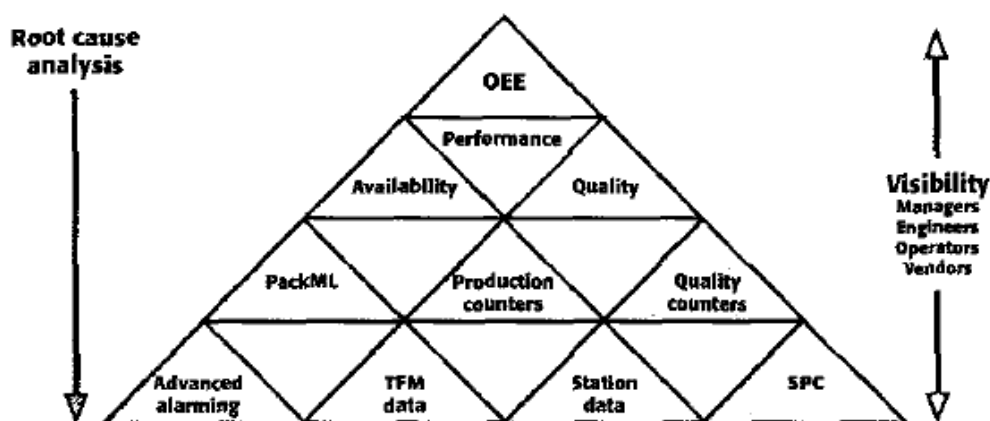 Root cause
analysis
OEE
Performance
Availability
Quality
PackML
Production
counters
Quality
counters
Advanced
alarming
TFM
data
Station
data
SPC
Visibility
Managers
Engineers
Operators
Vendors